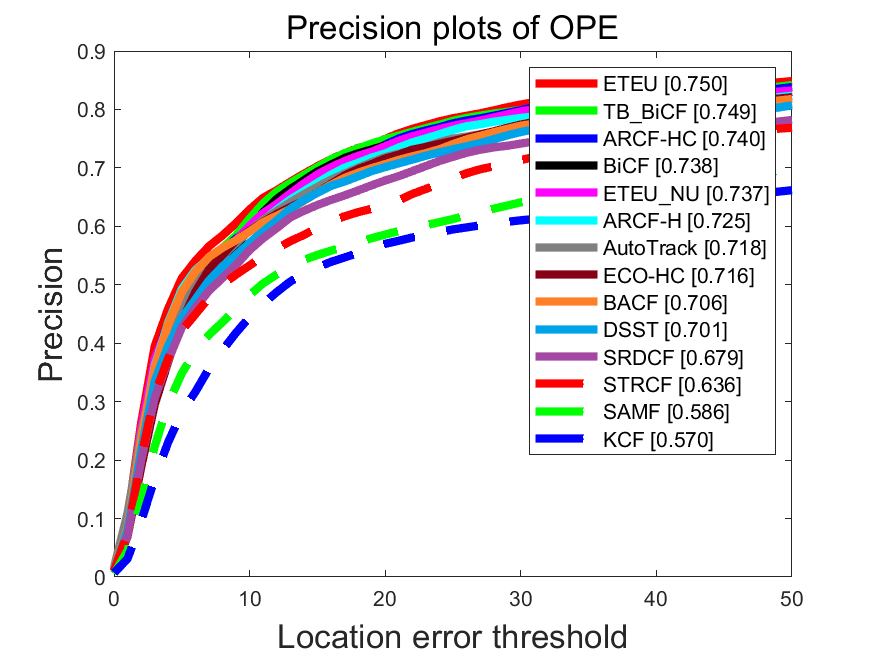 Precision plots of OPE
0.9
0.8
0.7
0.6
0.5
0.4
0.3
0.2
0.1
0
Precision
ETEU [0.750]
TB_BiCF [0.749]
ARCF-HC [0.740]
BiCF [0.738]
ETEU_NU [0.737]
ARCF-H [0.725]
AutoTrack [0.718]
ECO-HC [0.716]
BACF [0.706]
DSST [0.701]
SRDCF [0.679]
STRCF [0.636]
SAMF [0.586]
KCF [0.570]
0 10 20 30 40 50
Location error threshold